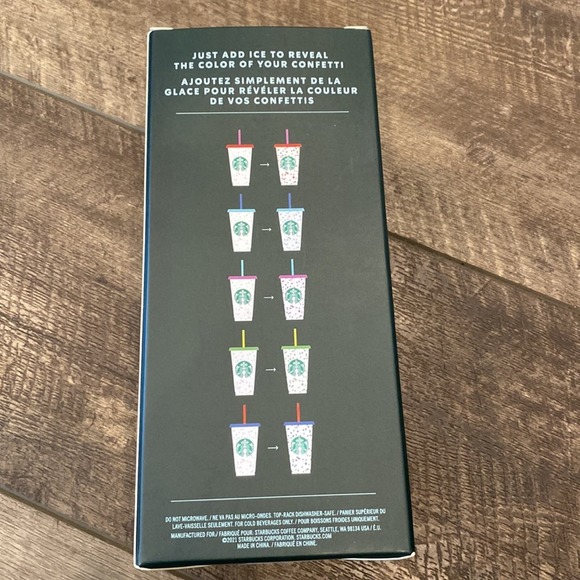 JUST ADD ICE TO REVEAL
THE COLOR OF YOUR CONFETTI
AJOUTEZ SIMPLEMENT DE LA
GLACE POUR RÉVÉLER LA COULEUR
DE VOS CONFETTIS
DO NOT MICROWAVE. / NE VA PAS AU MICRO-ONDES. TOP-RACK DISHWASHER-SAFE. / PANIER SUPÉRIEUR DU
LAVE-VAISSELLE SEULEMENT. FOR COLD BEVERAGES ONLY. / POUR BOISSONS FROIDES UNIQUEMENT.
MANUFACTURED FOR / FABRIQUÉ POUR: STARBUCKS COFFEE COMPANY, SEATTLE, WA 98134 USA / É.U.
©2021 STARBUCKS CORPORATION. STARBUCKS.COM
MADE IN CHINA. / FABRIQUÉ EN CHINE.